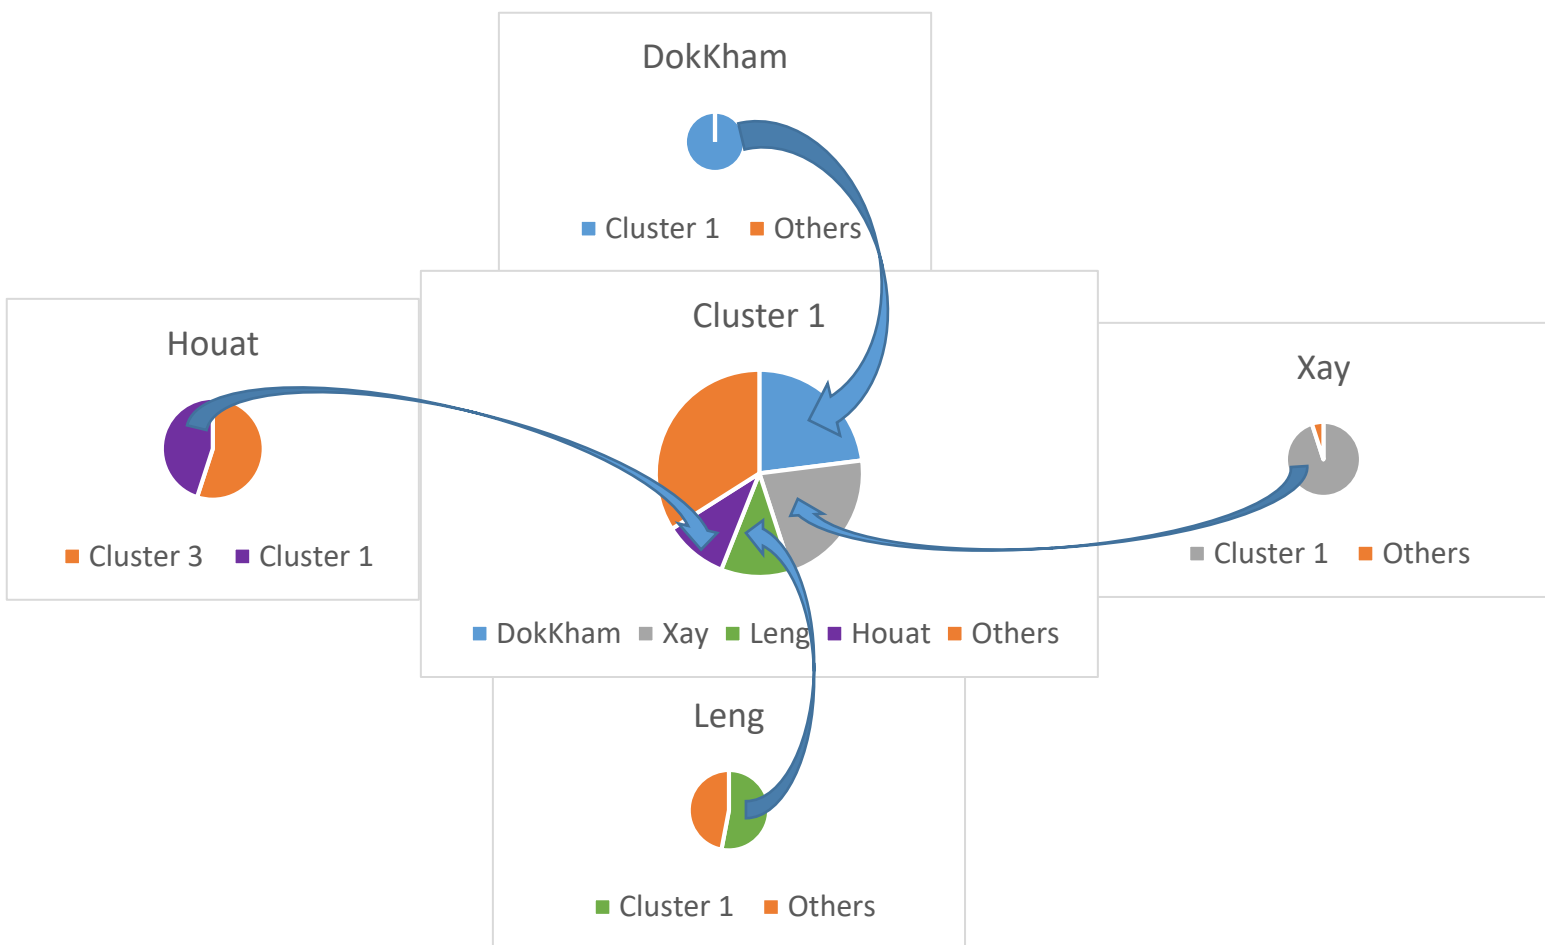 DokKham
Cluster 1 Others
Cluster 1
DokKham Xay Leng Houat Others
Houat
Cluster 3 Cluster 1
Xay
Cluster 1 Others
Leng
Cluster 1 Others